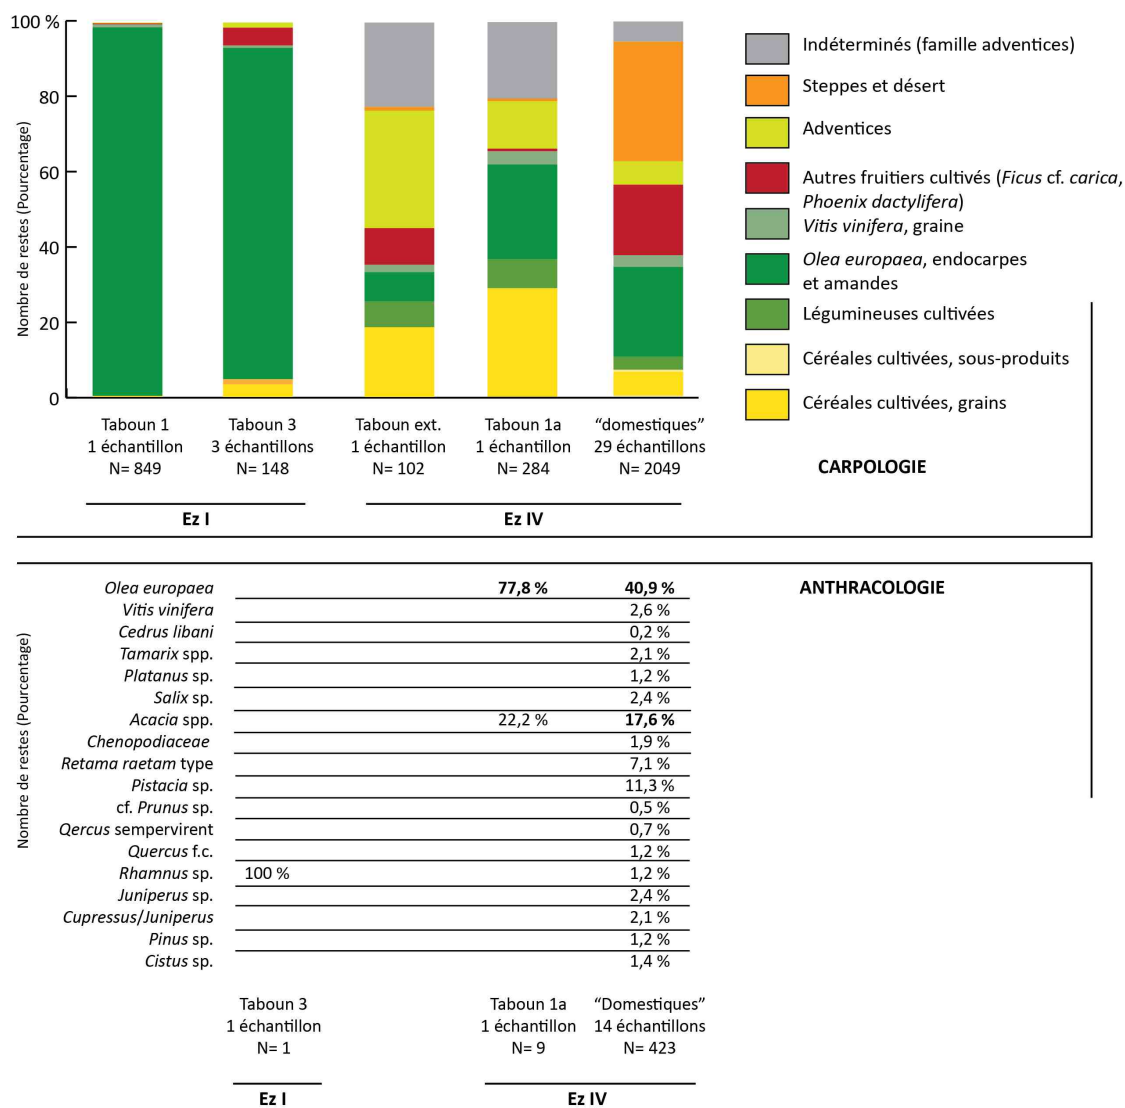 100 %
80
60
40
20
0
Nombre de restes (Pourcentage)
Indéterminés (famille adventices)
Steppes et désert
Adventices
Autres fruitiers cultivés (Ficus cf. carica,
Phoenix dactylifera)
Vitis vinifera, graine
Olea europaea, endocarpes
et amandes
Légumineuses cultivées
Céréales cultivées, sous-produits
Céréales cultivées, grains
Taboun 1
1 échantillon
N= 849
Taboun 3
3 échantillons
N= 148
Taboun ext.
1 échantillon
N= 102
Taboun 1a
1 échantillon
N= 284
“domestiques”
29 échantillons
N= 2049
Ez I
Ez IV
CARPOLOGIE
ANTHRACOLOGIE
Nombre de restes (Pourcentage)
Olea europaea 77,8 % 40,9 %
Vitis vinifera 2,6 %
Cedrus libani 0,2 %
Tamarix spp. 2,1 %
Platanus sp. 1,2 %
Salix sp. 2,4 %
Acacia spp. 22,2 % 17,6 %
Chenopodiaceae 1,9 %
Retama raetam type 7,1 %
Pistacia sp. 11,3 %
cf. Prunus sp. 0,5 %
Qercus sempervirent 0,7 %
Quercus f.c. 1,2 %
Rhamnus sp. 100 % 1,2 %
Juniperus sp. 2,4 %
Cupressus/Juniperus 2,1 %
Pinus sp. 1,2 %
Cistus sp. 1,4 %
Taboun 3
1 échantillon
N= 1
Taboun 1a
1 échantillon
N= 9
“Domestiques”
14 échantillons
N= 423
Ez I
Ez IV